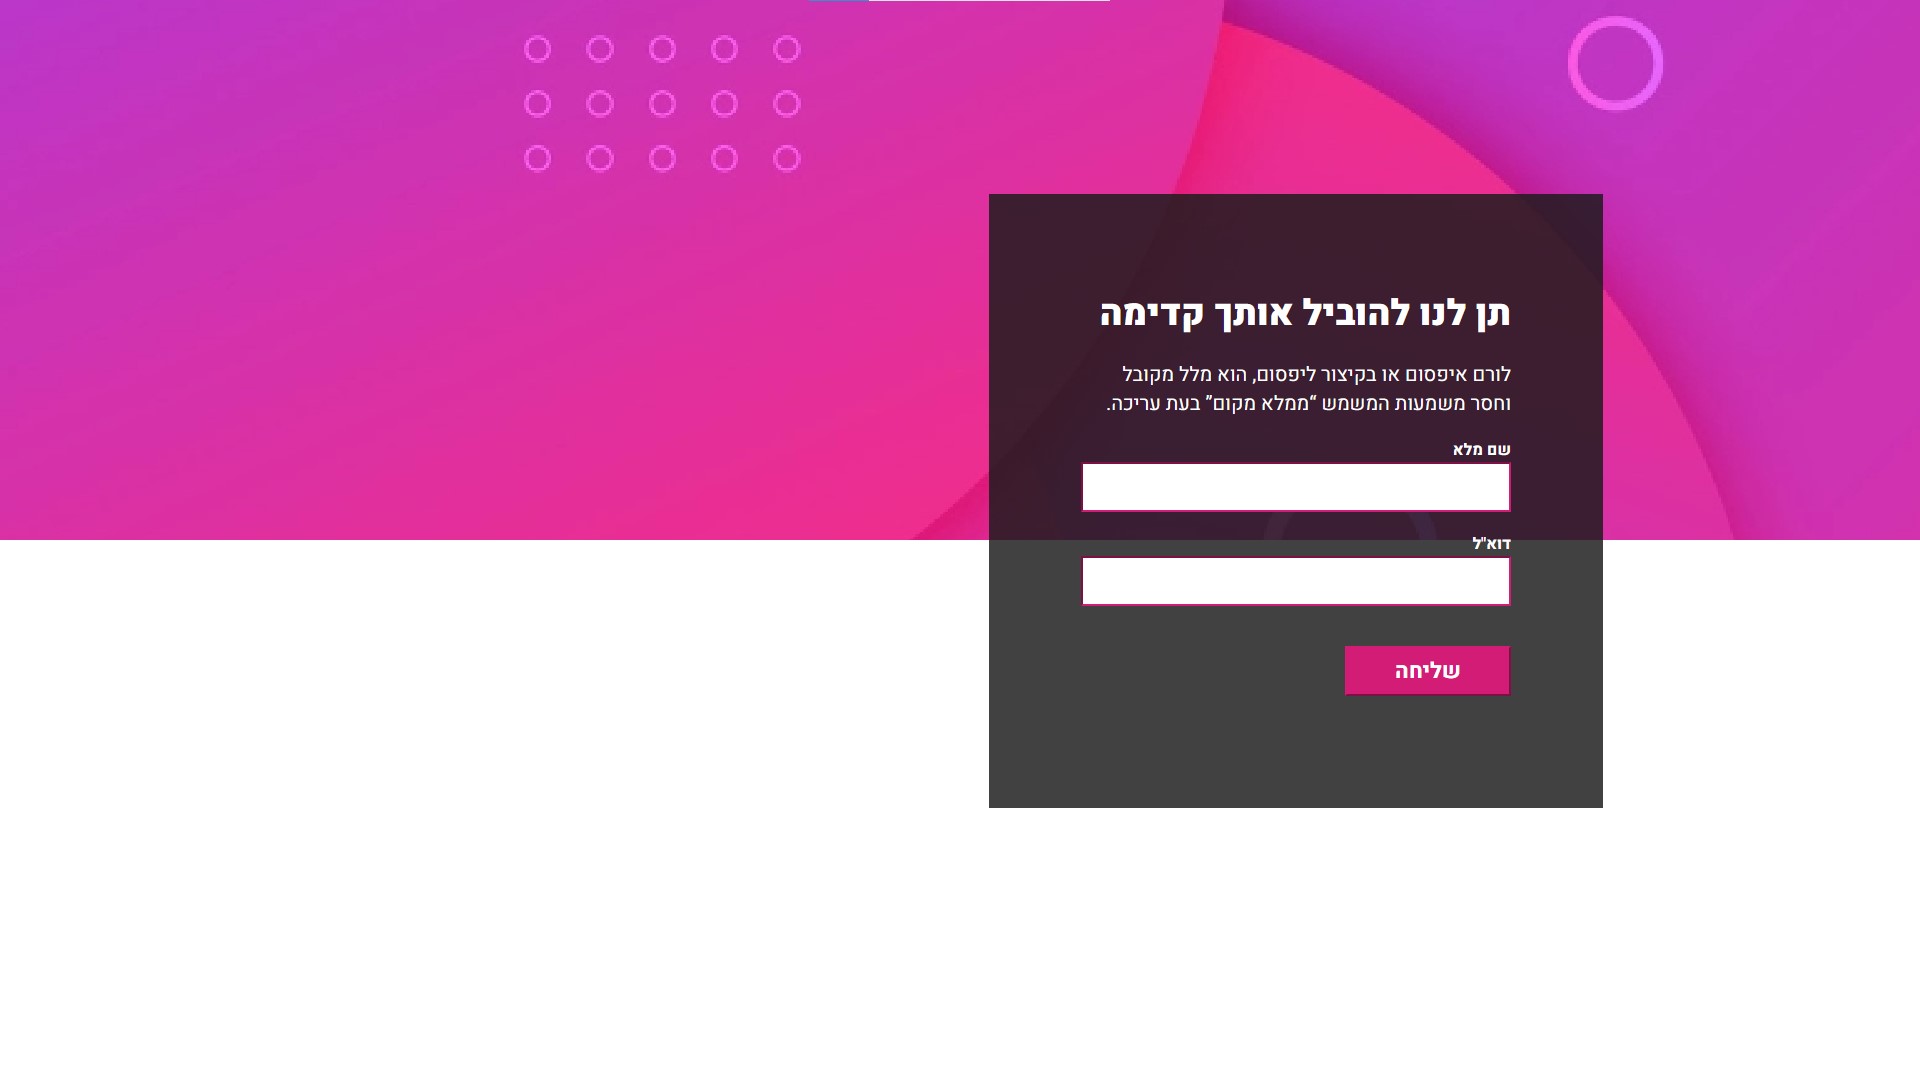 תן לנו להוביל אותך קדימה
לורם איפסום או בקיצור ליפסום, הוא מלל מקובל
וחסר משמעות המשמש “ממלא מקום” בעת עריכה.
שם מלא
דוא"ל
שליחה